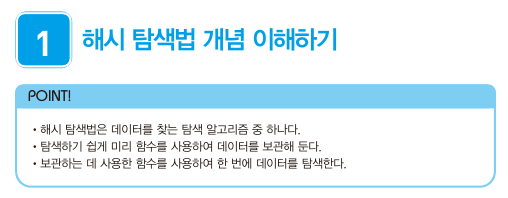 1 해시 탐색법 개념 이해하기
POINT!
• 해시 탐색법은 데이터를 찾는 탐색 알고리즘 중 하나다.
• 탐색하기 쉽게 미리 함수를 사용하여 데이터를 보관해 둔다.
• 보관하는 데 사용한 함수를 사용하여 한 번에 데이터를 탐색한다.